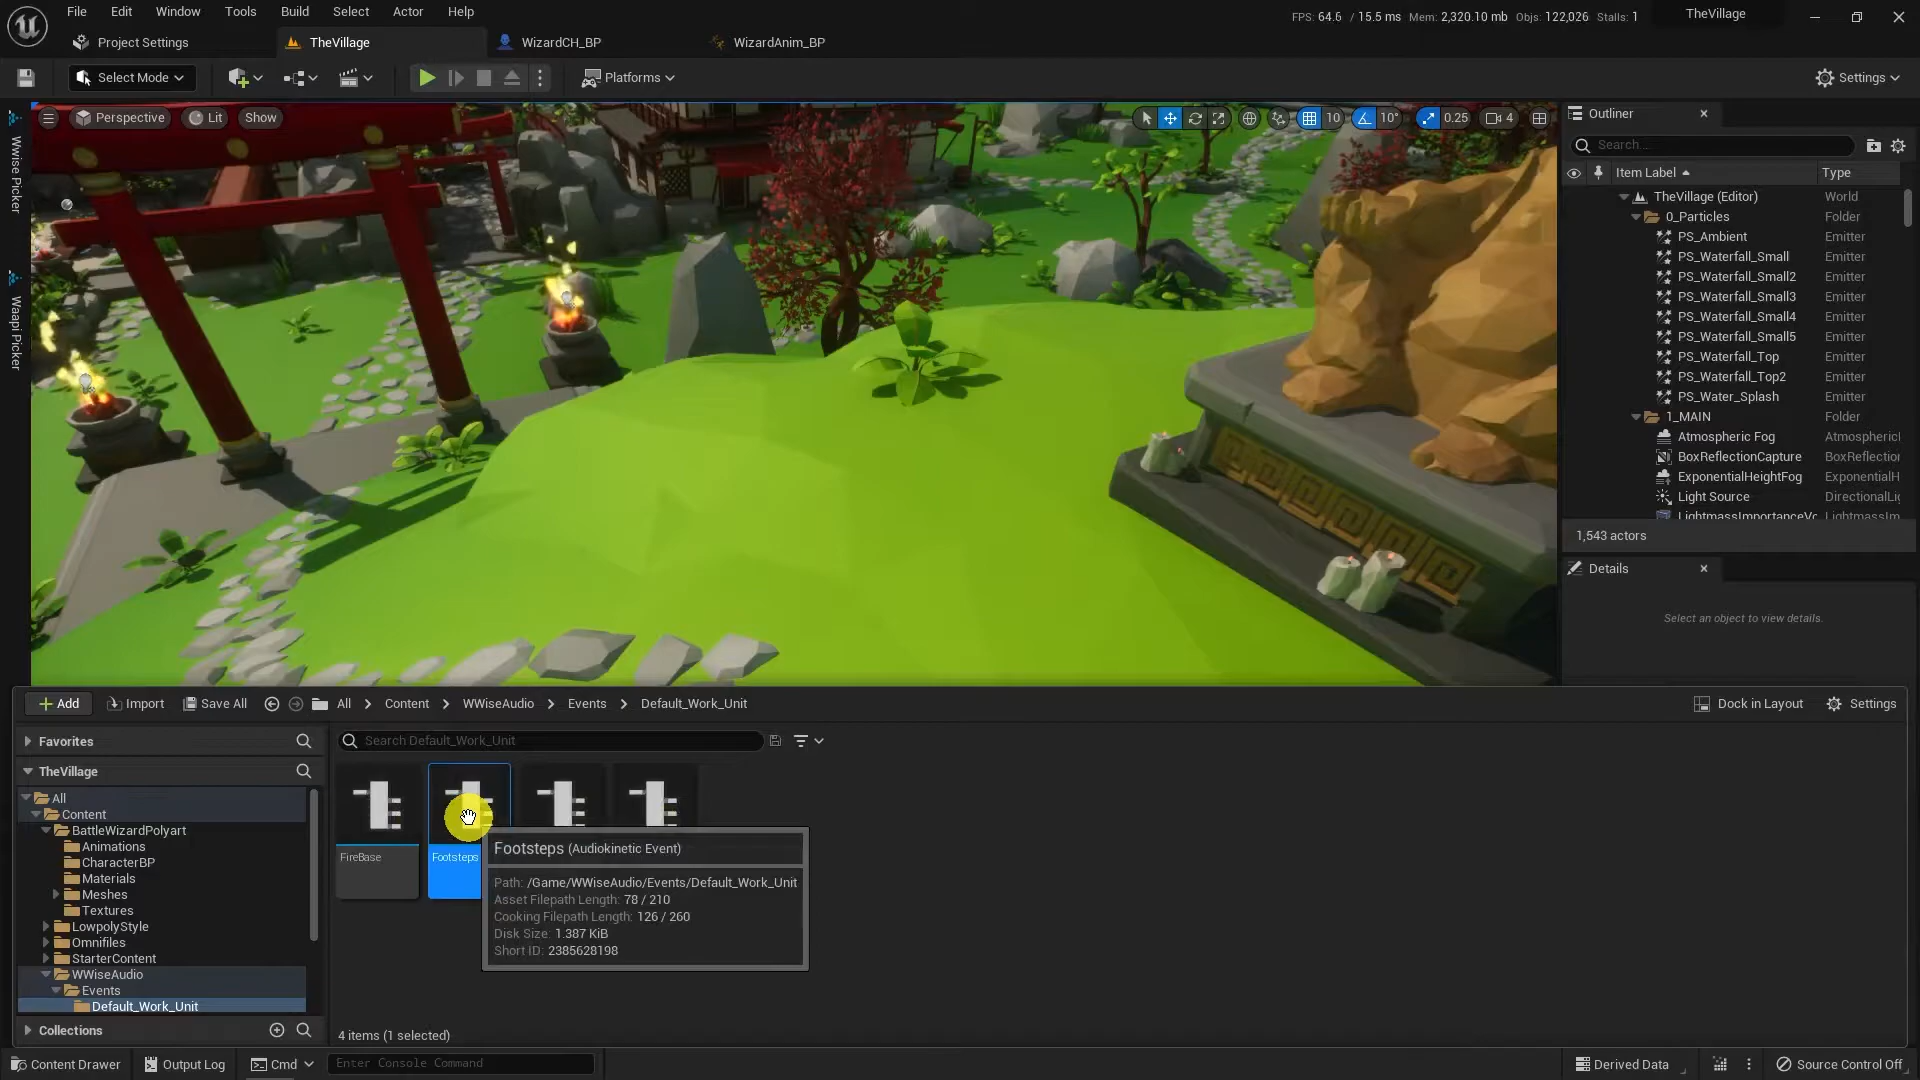 File Edit Window Tools Build Select Actor Help
FPS: 64.6 / 15.5 ms Mem: 2,320.10 mb Objs: 122,026 Stalls: 1
TheVillage
Project Settings
TheVillage
WizardCH_BP
WizardAnim_BP
Select Mode
Platforms
Settings
Perspective
Lit
Show
10
10°
0.25
4
Wwise Picker
Waapi Picker
Outliner
Search...
Item Label
Type
TheVillage (Editor) World
0_Particles Folder
PS_Ambient Emitter
PS_Waterfall_Small Emitter
PS_Waterfall_Small2 Emitter
PS_Waterfall_Small3 Emitter
PS_Waterfall_Small4 Emitter
PS_Waterfall_Small5 Emitter
PS_Waterfall_Top Emitter
PS_Waterfall_Top2 Emitter
PS_Water_Splash Emitter
1_MAIN Folder
Atmospheric Fog Atmospheric
BoxReflectionCapture BoxReflection
ExponentialHeightFog ExponentialH
Light Source DirectionalLi
LightmassImportanceVo LightmassIm
1,543 actors
Details
Select an object to view details.
Add
Import
Save All
All
Content
WWiseAudio
Events
Default_Work_Unit
Dock in Layout
Settings
Favorites
TheVillage
All
Content
BattleWizardPolyart
Animations
CharacterBP
Materials
Meshes
Textures
LowpolyStyle
Omnifiles
StarterContent
WWiseAudio
Events
Default_Work_Unit
Collections
Search Default_Work_Unit
FireBase
Footsteps
Footsteps (Audiokinetic Event)
Path: /Game/WWiseAudio/Events/Default_Work_Unit
Asset Filepath Length: 78 / 210
Cooking Filepath Length: 126 / 260
Disk Size: 1.387 KiB
Short ID: 2385628198
4 items (1 selected)
Content Drawer
Output Log
Cmd
Enter Console Command
Derived Data
Source Control Off